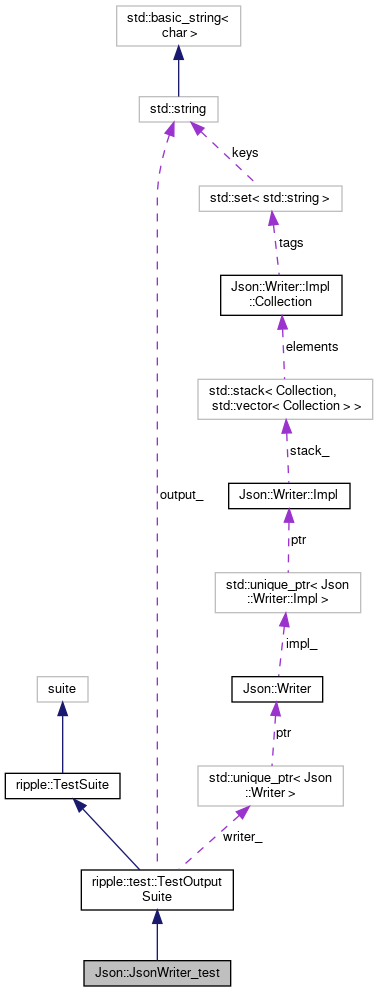 std::basic_string<
char >
std::string
keys
std::set< std::string >
tags
Json::Writer::Impl
::Collection
elements
std::stack< Collection,
std::vector< Collection > >
stack_
output_
Json::Writer::Impl
ptr
std::unique_ptr< Json
::Writer::Impl >
impl_
suite
Json::Writer
ptr
ripple::TestSuite
std::unique_ptr< Json
::Writer >
writer_
ripple::test::TestOutput
Suite
Json::JsonWriter_test